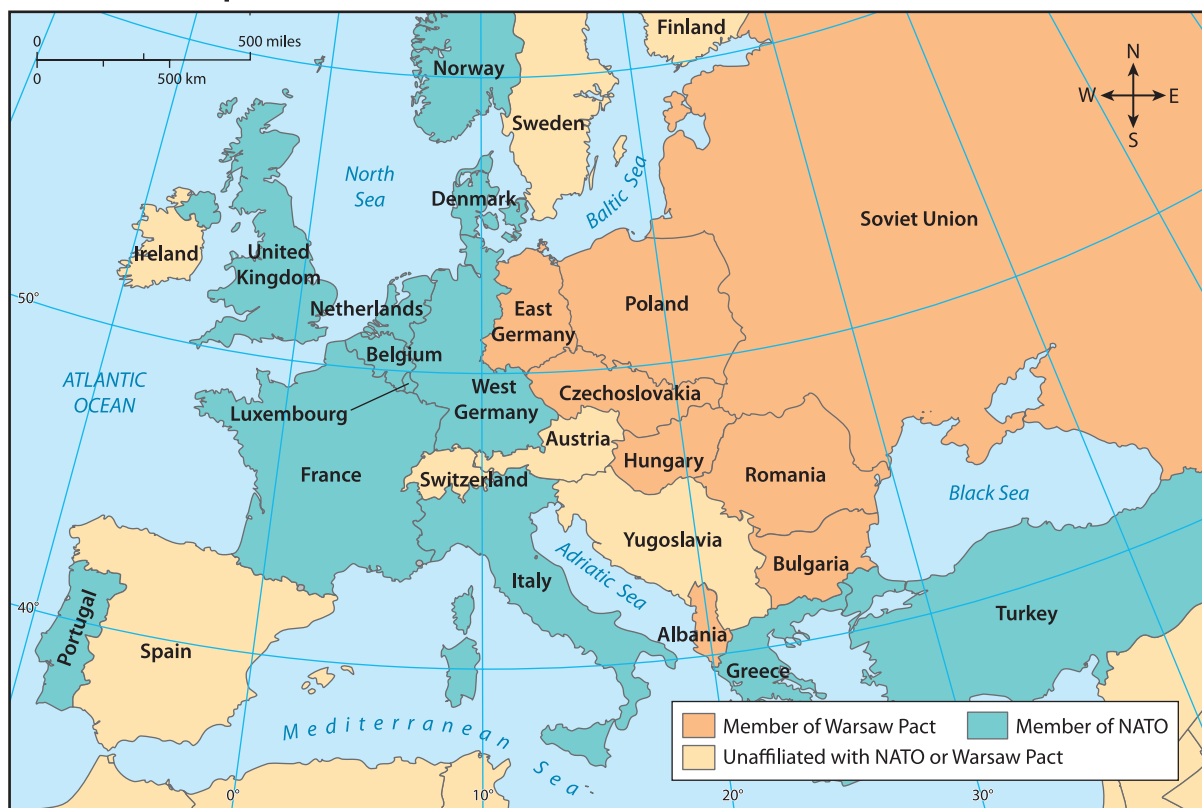 0 500 miles
0 500 km
Finland
N
W E
S
Norway
Sweden
North
Sea
Baltic Sea
Denmark
Soviet Union
Ireland
United
Kingdom
50°
Netherlands
East
Germany
Poland
Belgium
ATLANTIC
OCEAN
Luxembourg
West
Germany
Czechoslovakia
Austria
Hungary
France
Switzerland
Romania
Black Sea
Yugoslavia
Adriatic Sea
Bulgaria
Italy
40°
Portugal
Spain
Albania
Greece
Turkey
Mediterranean
Sea
Member of Warsaw Pact
Member of NATO
Unaffiliated with NATO or Warsaw Pact
0° 10° 20° 30°